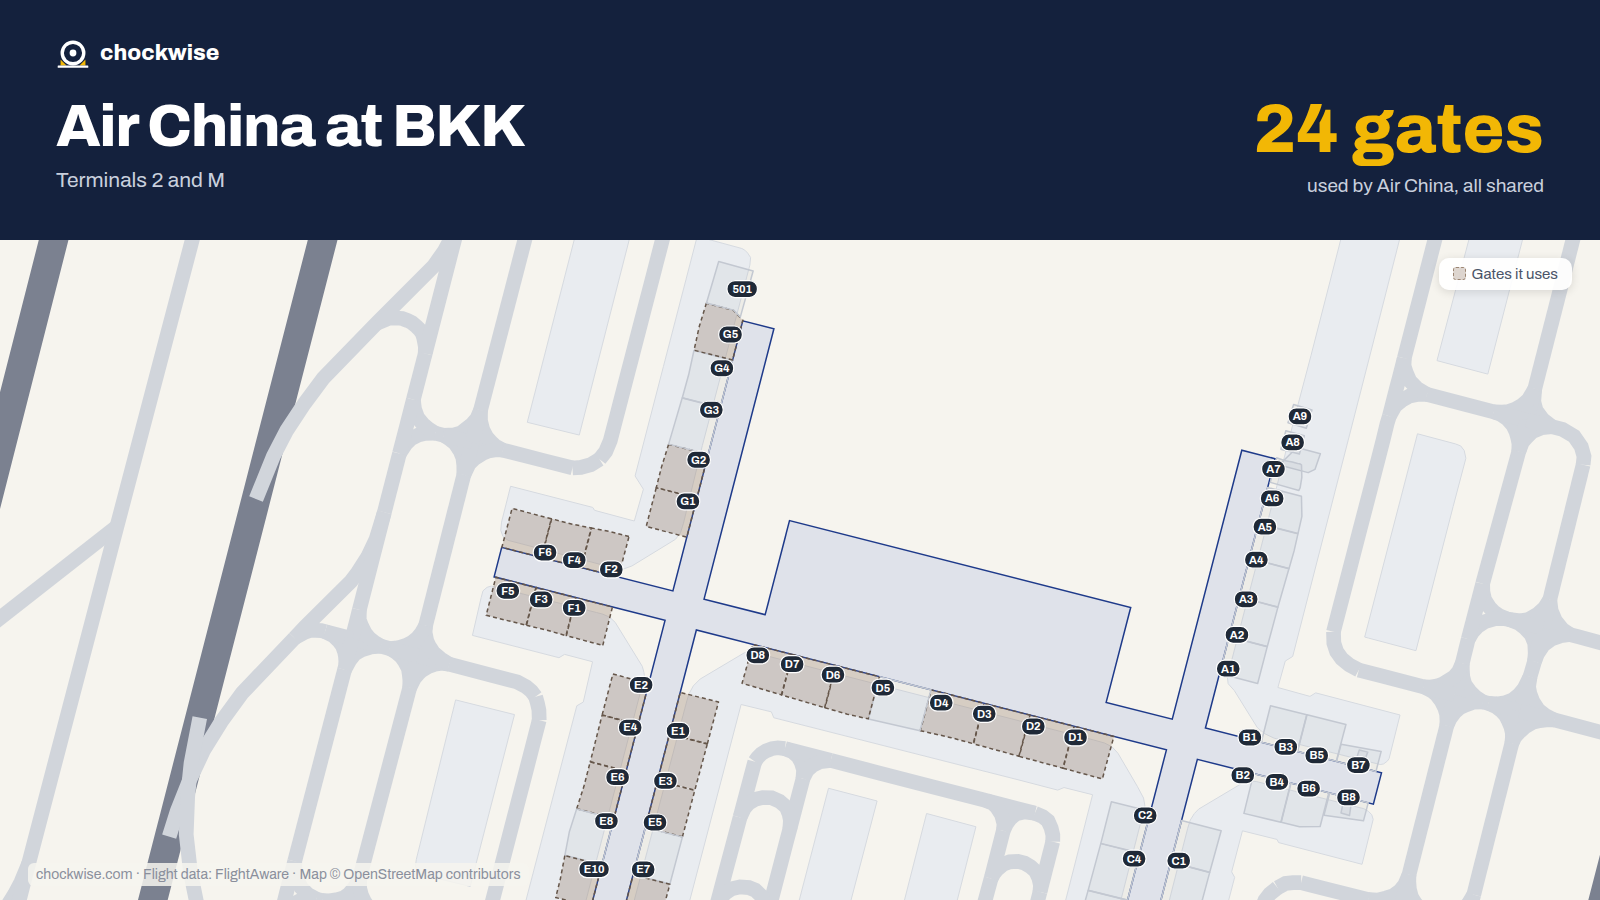 chockwise
Air China at BKK
Terminals 2 and M
24 gates
used by Air China, all shared
Gates it uses
501
G5
G4
G3
G2
G1
F6
F4
F2
F5
F3
F1
E2
E4
E1
E6
E3
E8
E5
E10
E7
D8
D7
D6
D5
D4
D3
D2
D1
A9
A8
A7
A6
A5
A4
A3
A2
A1
B1
B3
B5
B7
B2
B4
B6
B8
C2
C4
C1
chockwise.com · Flight data: FlightAware · Map © OpenStreetMap contributors